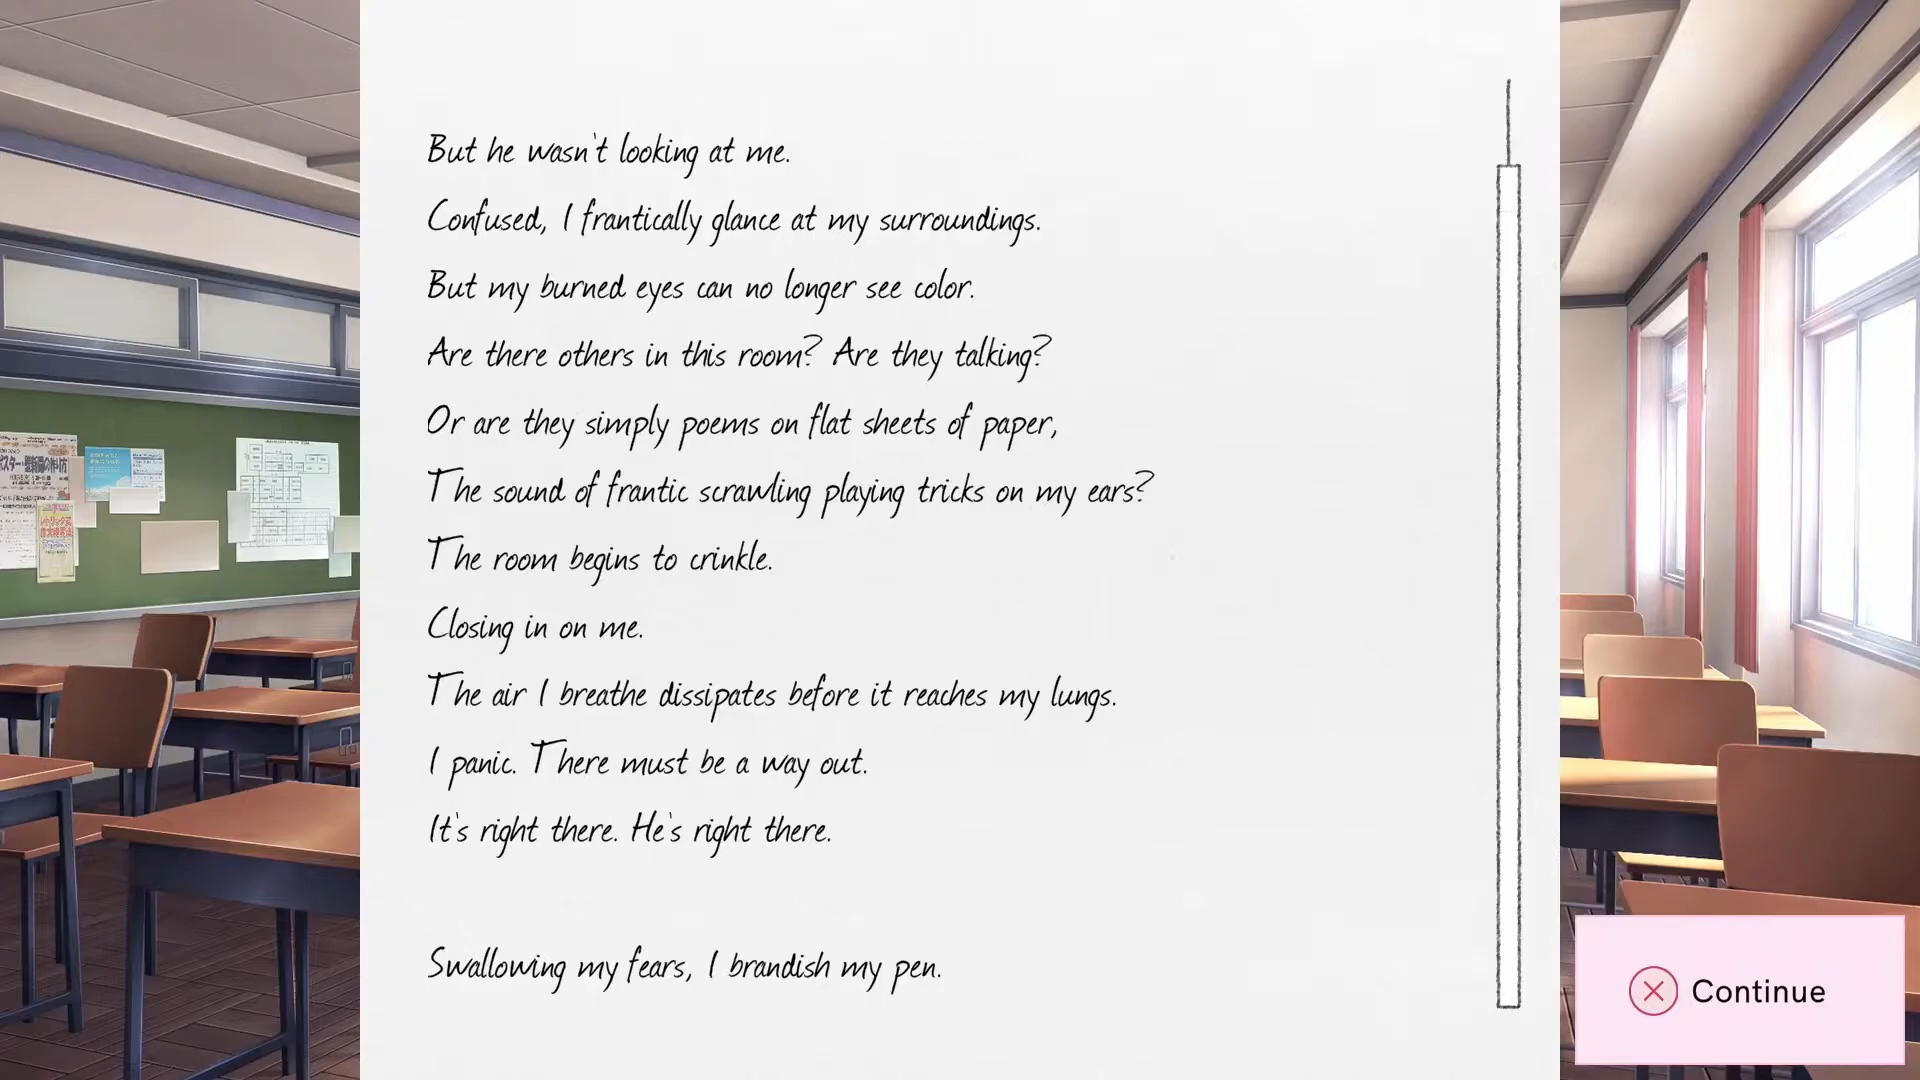 But he wasn't looking at me.
Confused, I frantically glance at my surroundings.
But my burned eyes can no longer see color.
Are there others in this room? Are they talking?
Or are they simply poems on flat sheets of paper,
The sound of frantic scrawling playing tricks on my ears?
The room begins to crinkle.
Closing in on me.
The air I breathe dissipates before it reaches my lungs.
I panic. There must be a way out.
It's right there. He's right there.
Swallowing my fears, I brandish my pen.
Continue